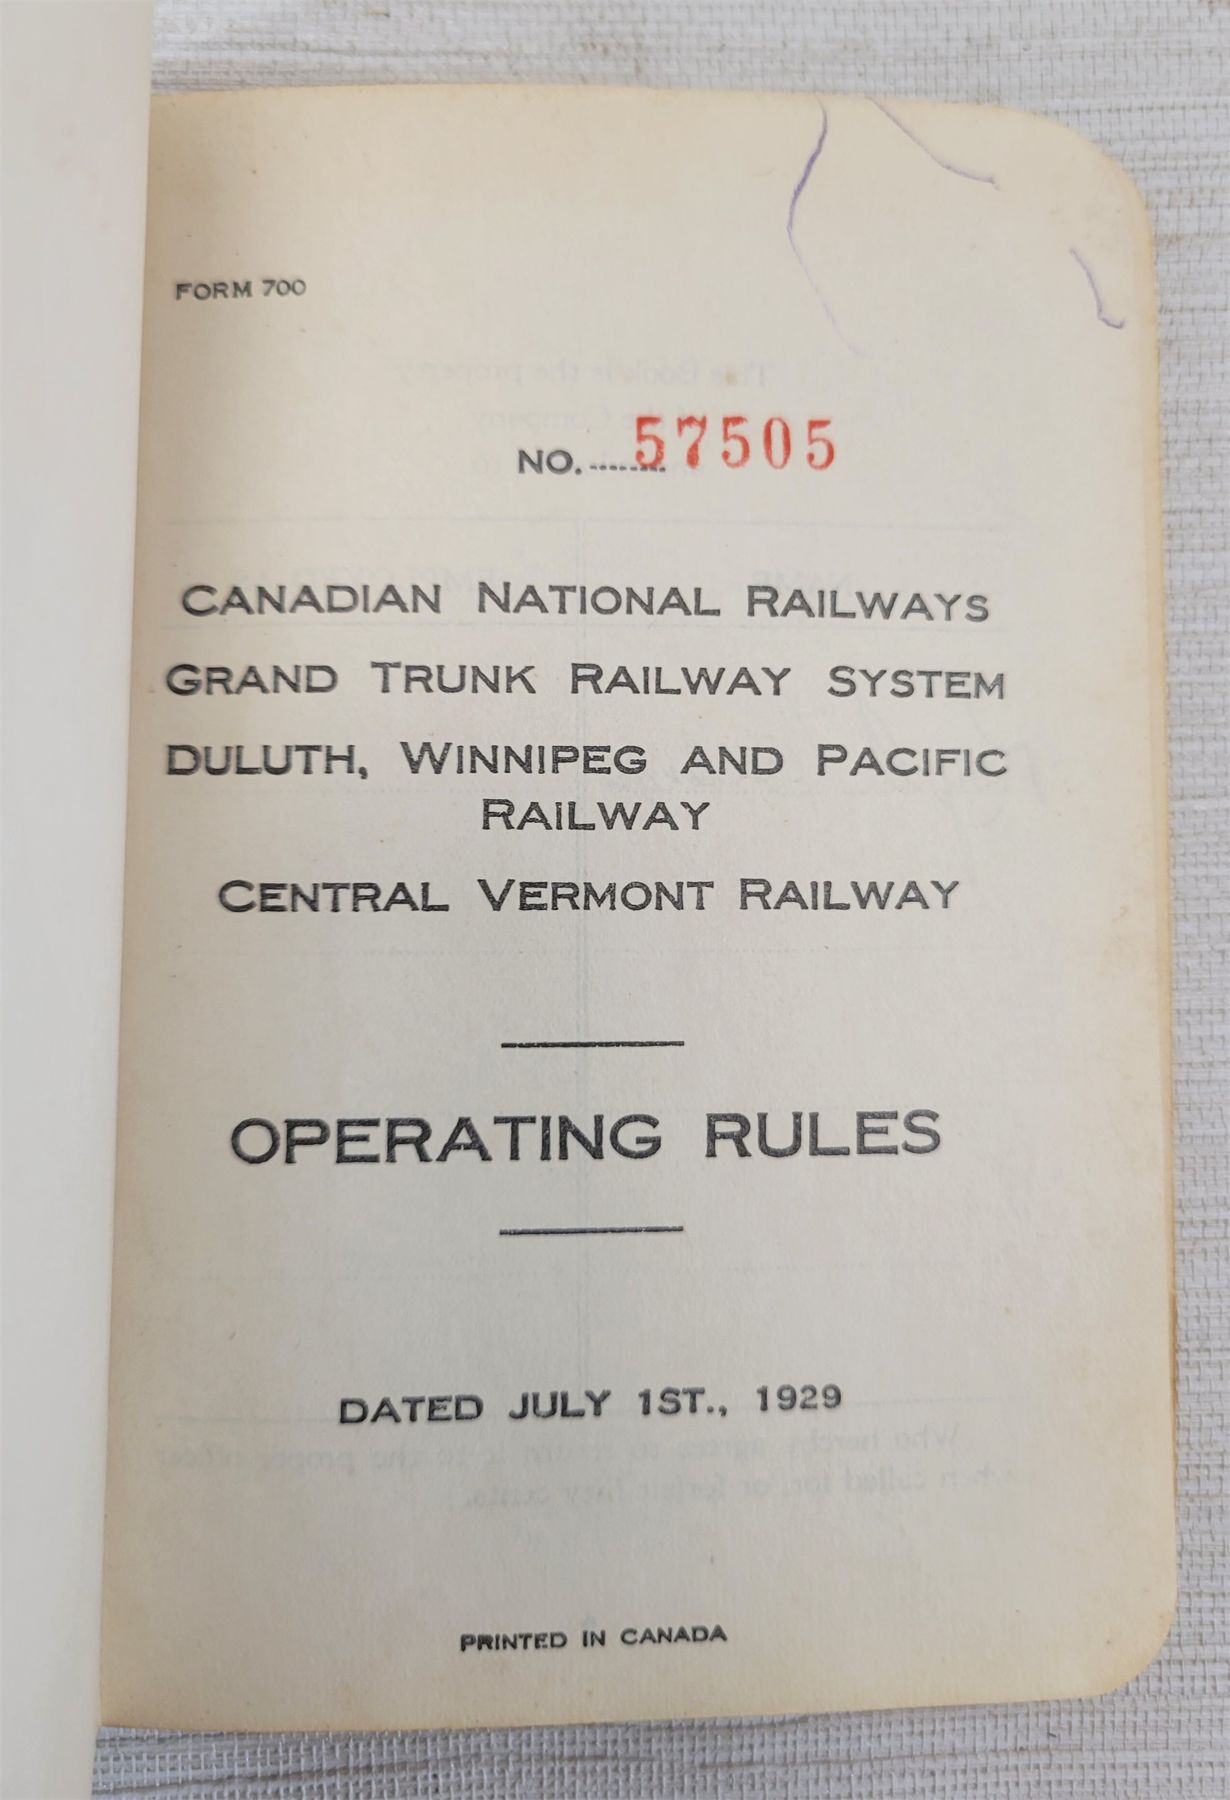 FORM 700
NO. ........ 57505
CANADIAN NATIONAL RAILWAYS
GRAND TRUNK RAILWAY SYSTEM
DULUTH, WINNIPEG AND PACIFIC
RAILWAY
CENTRAL VERMONT RAILWAY
OPERATING RULES
DATED JULY 1ST., 1929
PRINTED IN CANADA